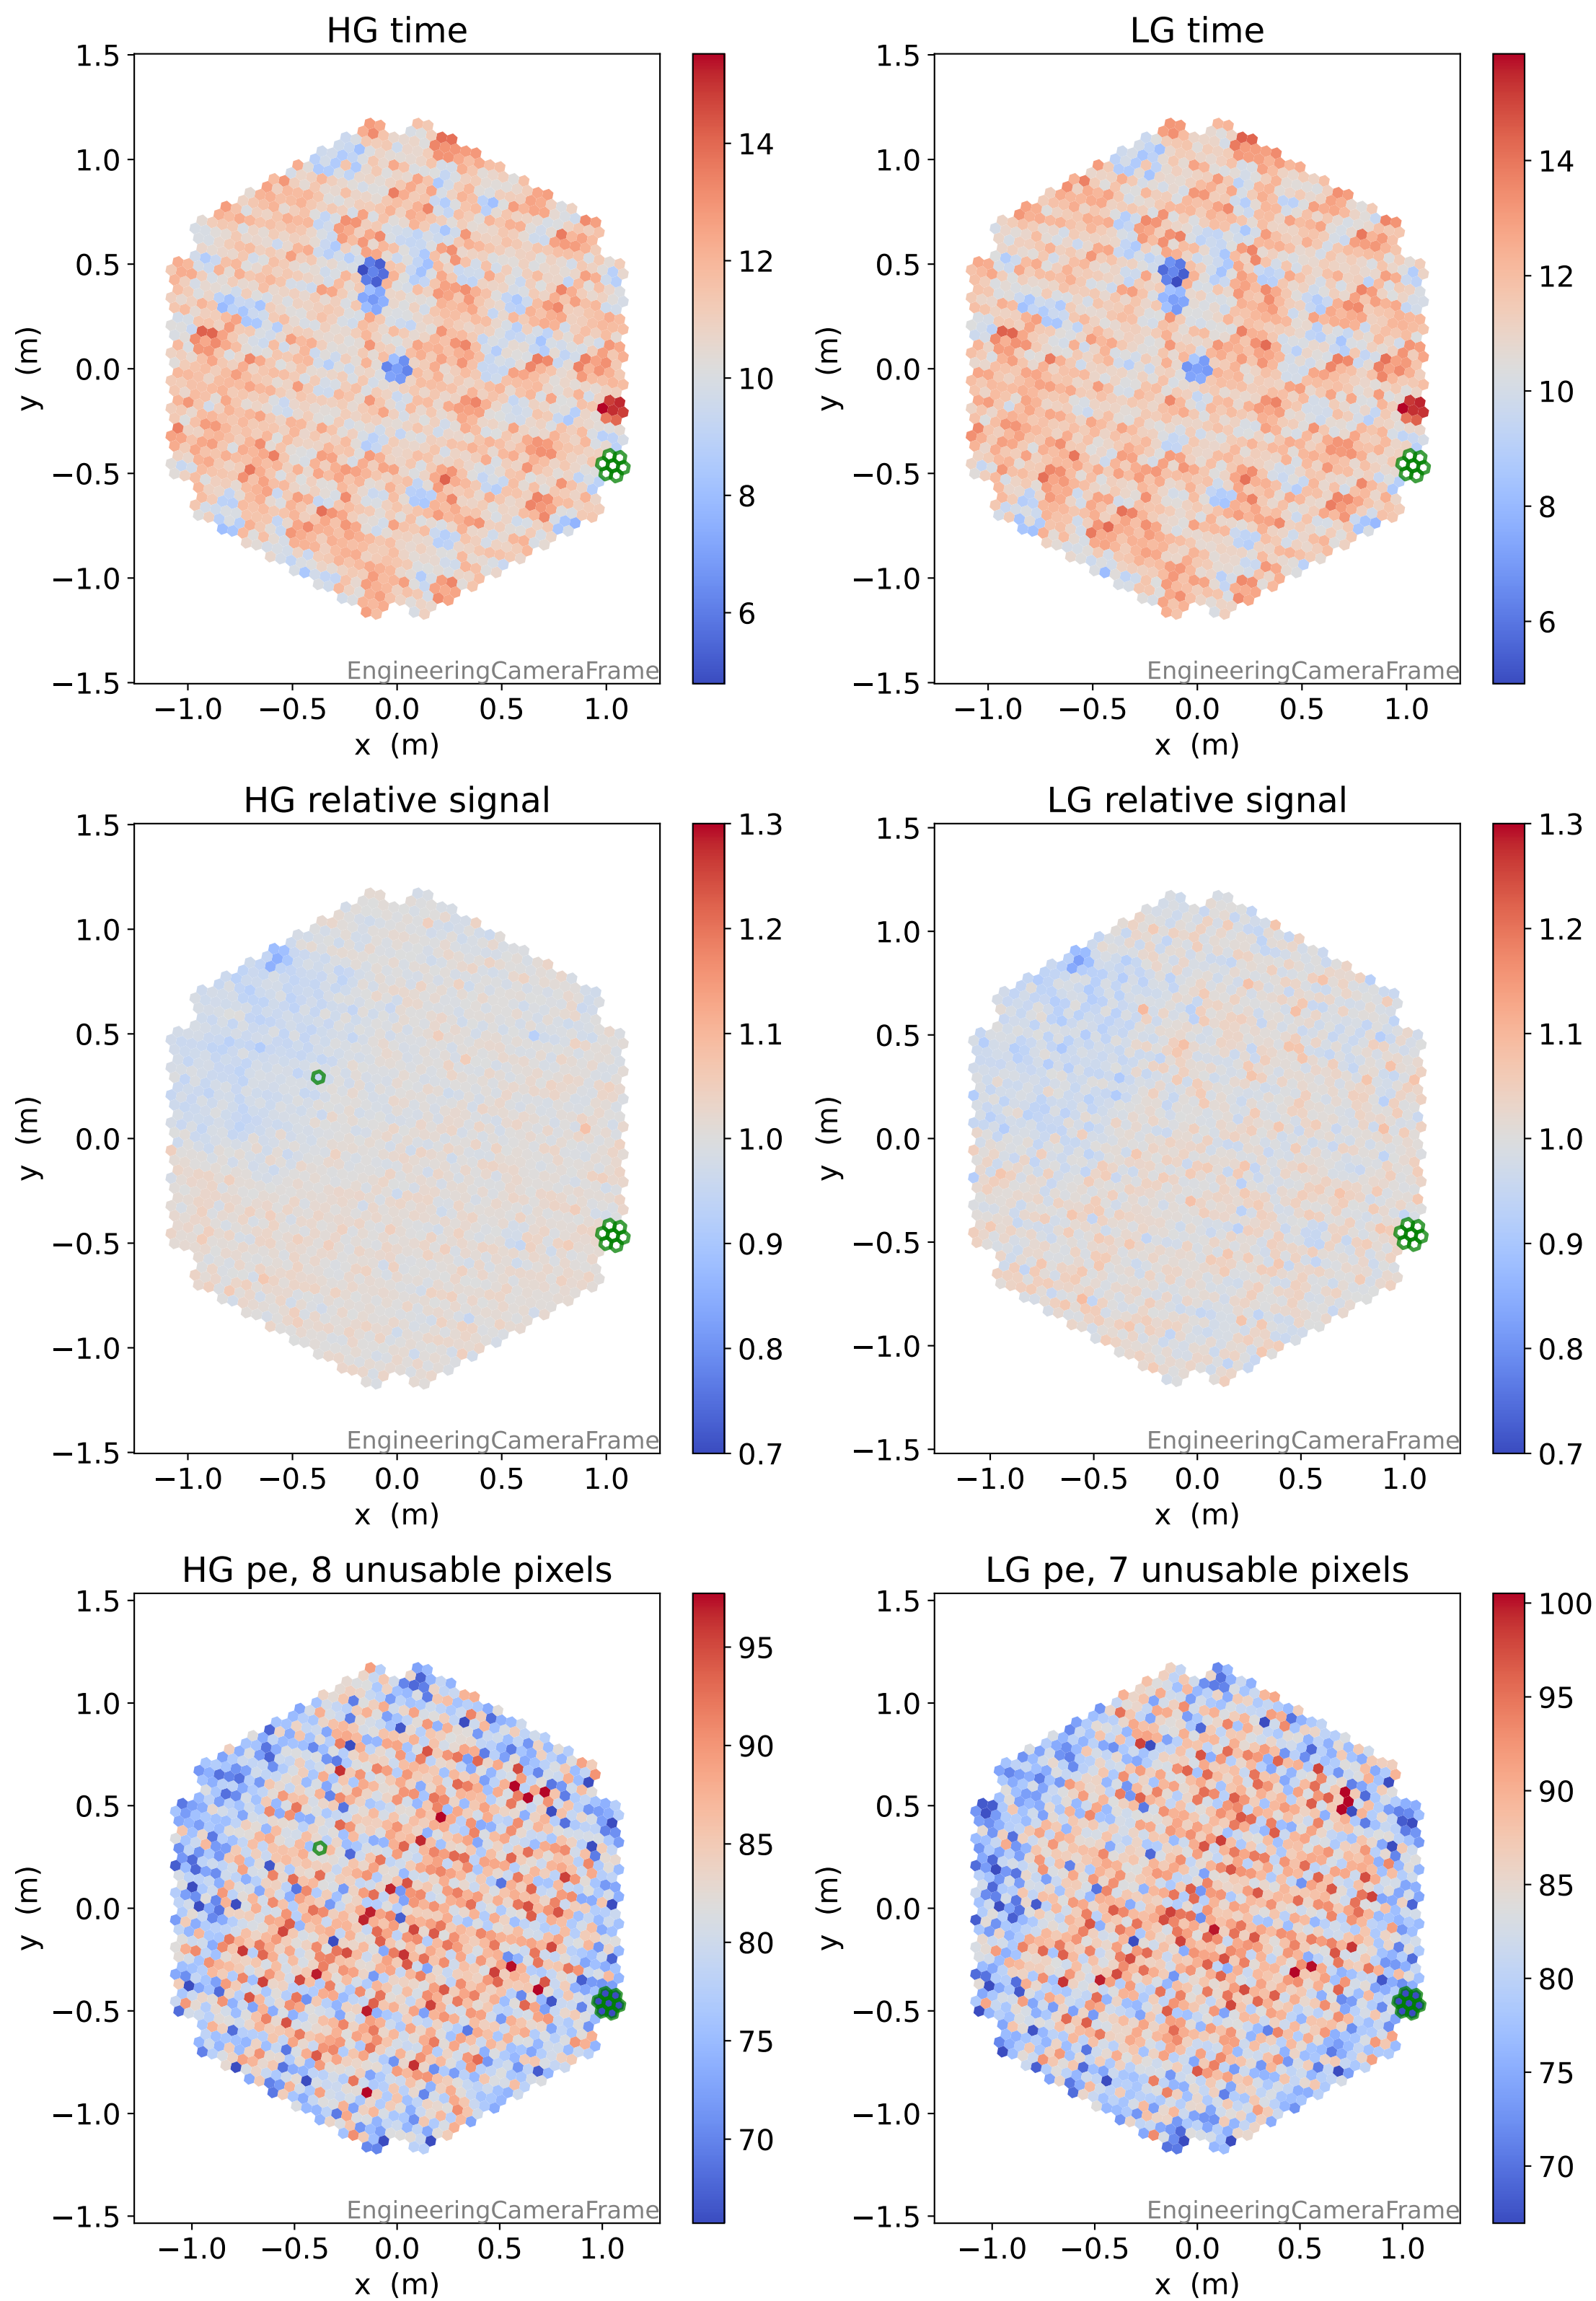 HG time
LG time
1.5
1.0
0.5
0.0
−0.5
−1.0
−1.5
y (m)
−1.0 −0.5 0.0 0.5 1.0
x (m)
EngineeringCameraFrame
14
12
10
8
6
1.5
1.0
0.5
0.0
−0.5
−1.0
−1.5
y (m)
−1.0 −0.5 0.0 0.5 1.0
x (m)
EngineeringCameraFrame
14
12
10
8
6
HG relative signal
LG relative signal
1.5
1.0
0.5
0.0
−0.5
−1.0
−1.5
y (m)
−1.0 −0.5 0.0 0.5 1.0
x (m)
EngineeringCameraFrame
1.3
1.2
1.1
1.0
0.9
0.8
0.7
1.5
1.0
0.5
0.0
−0.5
−1.0
−1.5
y (m)
−1.0 −0.5 0.0 0.5 1.0
x (m)
EngineeringCameraFrame
1.3
1.2
1.1
1.0
0.9
0.8
0.7
HG pe, 8 unusable pixels
LG pe, 7 unusable pixels
1.5
1.0
0.5
0.0
−0.5
−1.0
−1.5
y (m)
−1.0 −0.5 0.0 0.5 1.0
x (m)
EngineeringCameraFrame
95
90
85
80
75
70
1.5
1.0
0.5
0.0
−0.5
−1.0
−1.5
y (m)
−1.0 −0.5 0.0 0.5 1.0
x (m)
EngineeringCameraFrame
100
95
90
85
80
75
70